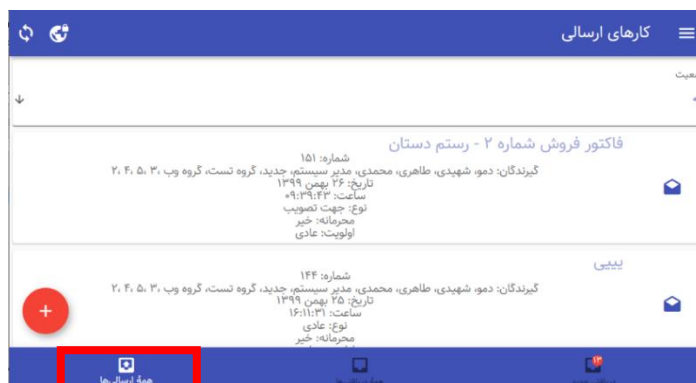 کارهای ارسالی
فاکتور فروش شماره ۲ - رستم دستان
شماره: ۱۵۱
گیرندگان: دمو، شهیدی، طاهری، محمدی، مدیر سیستم، جدید، گروه تست، گروه وب ،۳ ،۵ ،۴ ،۲
تاریخ: ۲۶ بهمن ۱۳۹۹
ساعت: ۰۹:۳۹:۴۳
نوع: جهت تصویب
محرمانه: خیر
اولویت: عادی
یییی
شماره: ۱۴۴
گیرندگان: دمو، شهیدی، طاهری، محمدی، مدیر سیستم، جدید، گروه تست، گروه وب ،۳ ،۵ ،۴ ،۲
تاریخ: ۲۵ بهمن ۱۳۹۹
ساعت: ۱۶:۱۱:۳۱
نوع: عادی
محرمانه: خیر
۱۳
همهٔ ارسالی‌ها